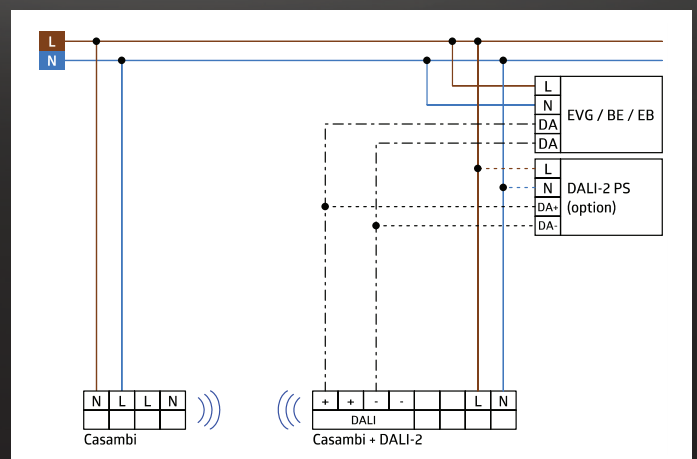 L
N
L
N EVG / BE / EB
DA
DA
L
N DALI-2 PS
DA+ (option)
DA-
N L L N
Casambi
+ + - - L N
DALI
Casambi + DALI-2